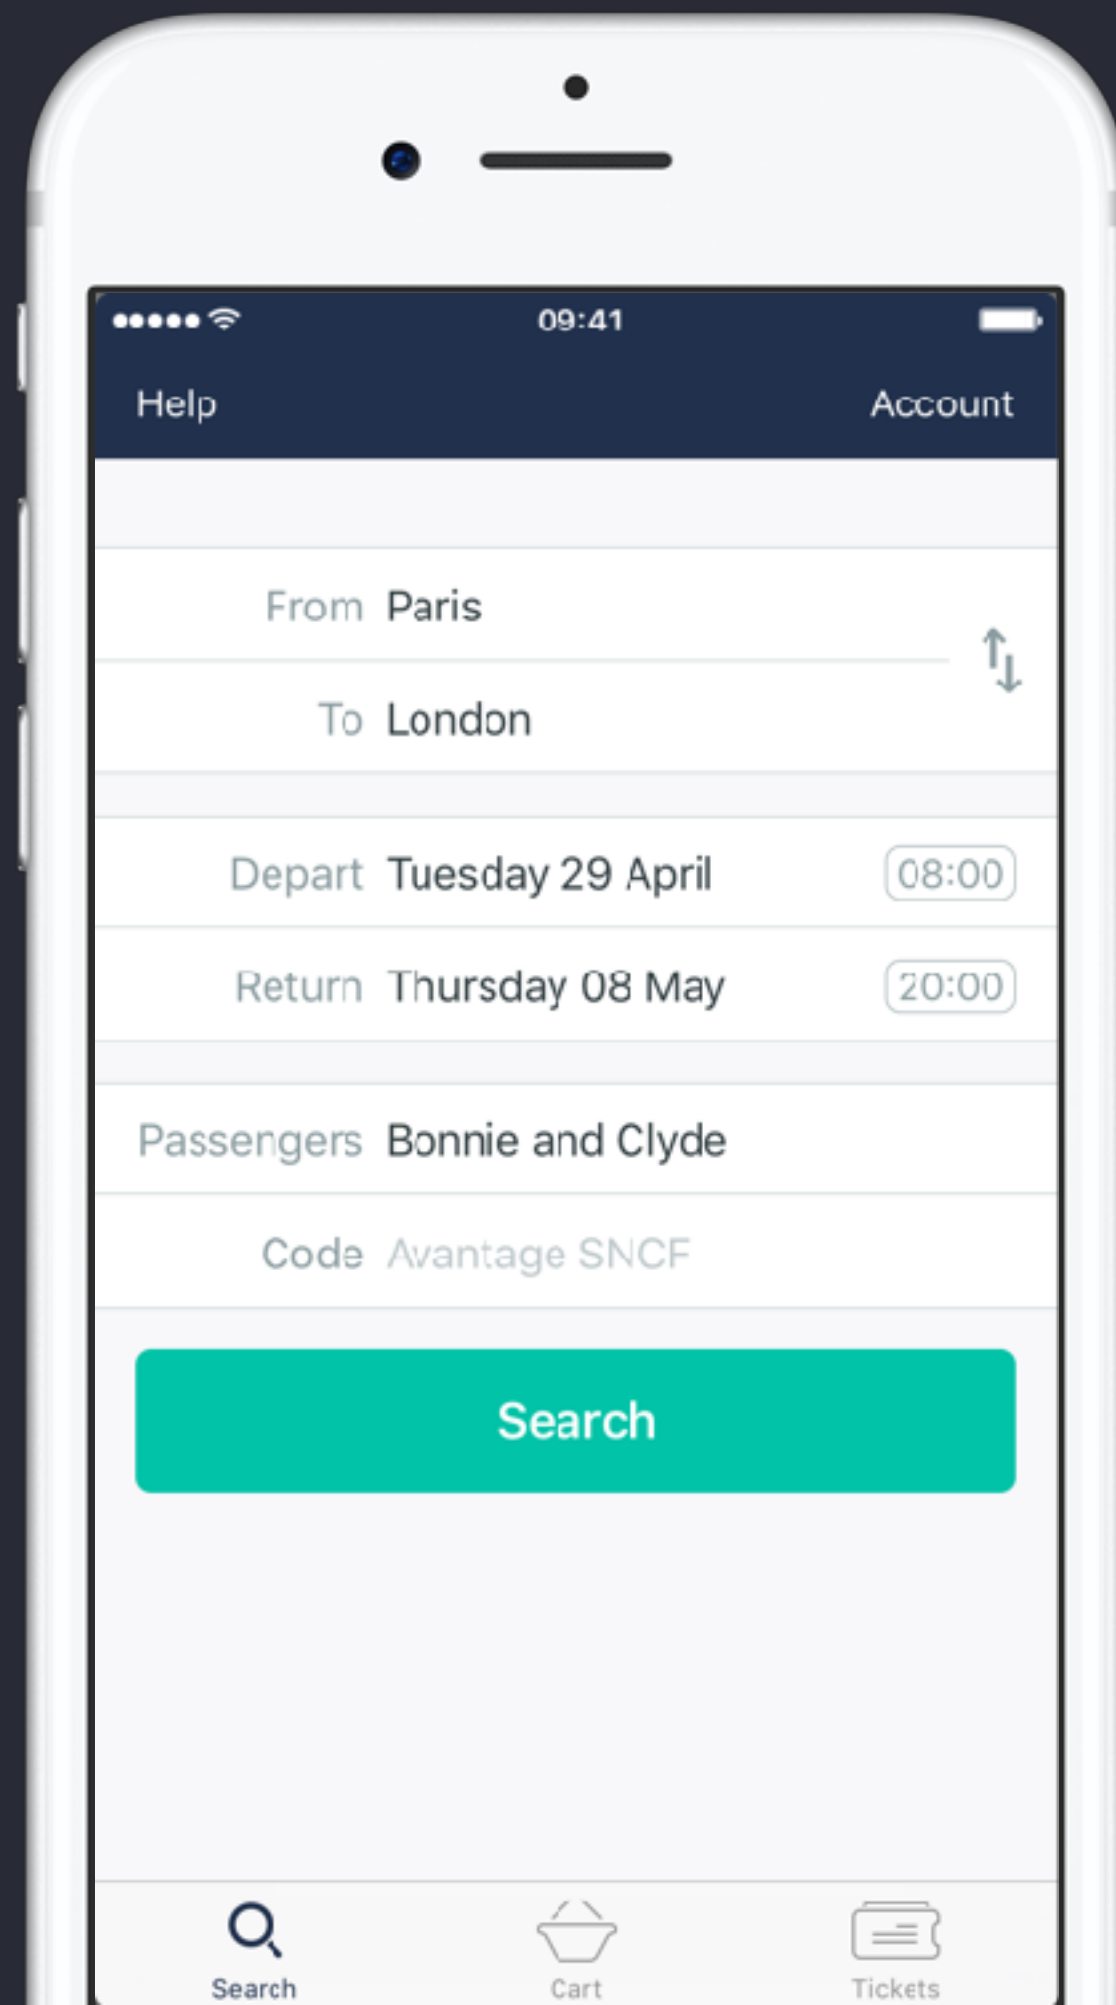 09:41
Help Account
From Paris
To London
Depart Tuesday 29 April 08:00
Return Thursday 08 May 20:00
Passengers Bonnie and Clyde
Code Avantage SNCF
Search
Search Cart Tickets